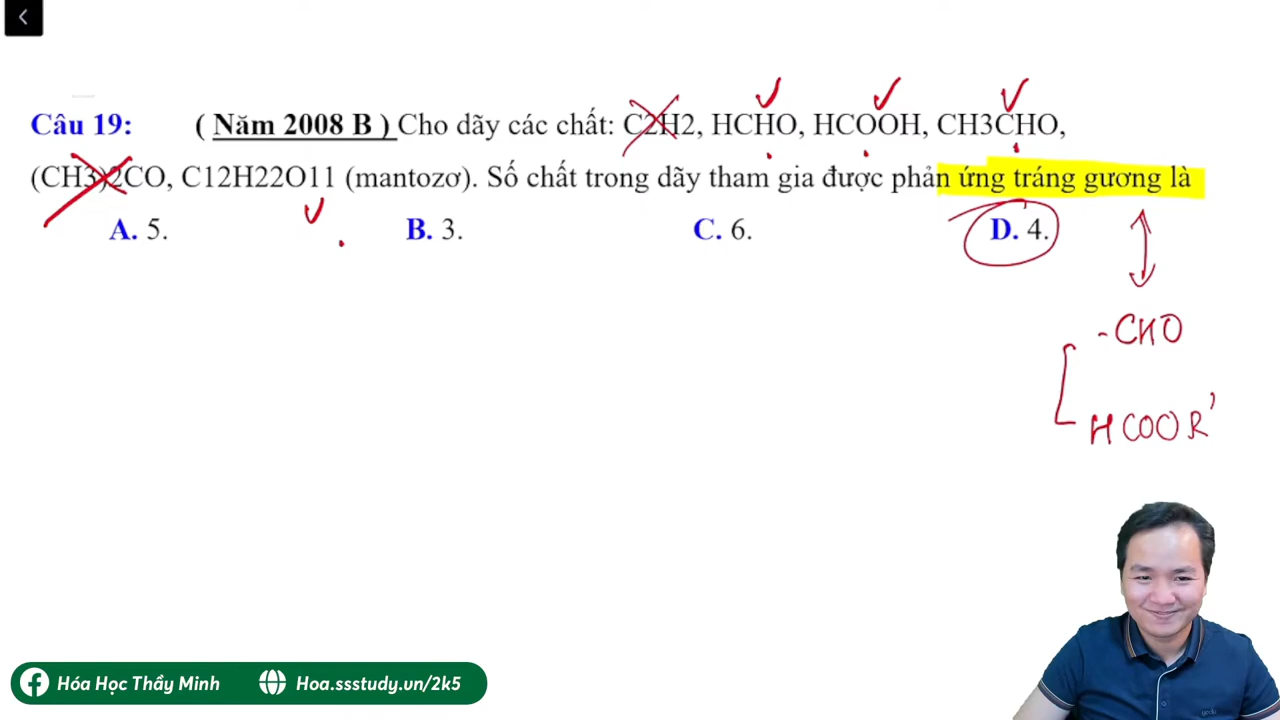 Câu 19: ( Năm 2008 B ) Cho dãy các chất: C2H2, HCHO, HCOOH, CH3CHO,
(CH3)2CO, C12H22O11 (mantozơ). Số chất trong dãy tham gia được phản ứng tráng gương là
A. 5. B. 3. C. 6. D. 4.
-CHO
HCOOR'
Hóa Học Thầy Minh Hoa.ssstudy.vn/2k5